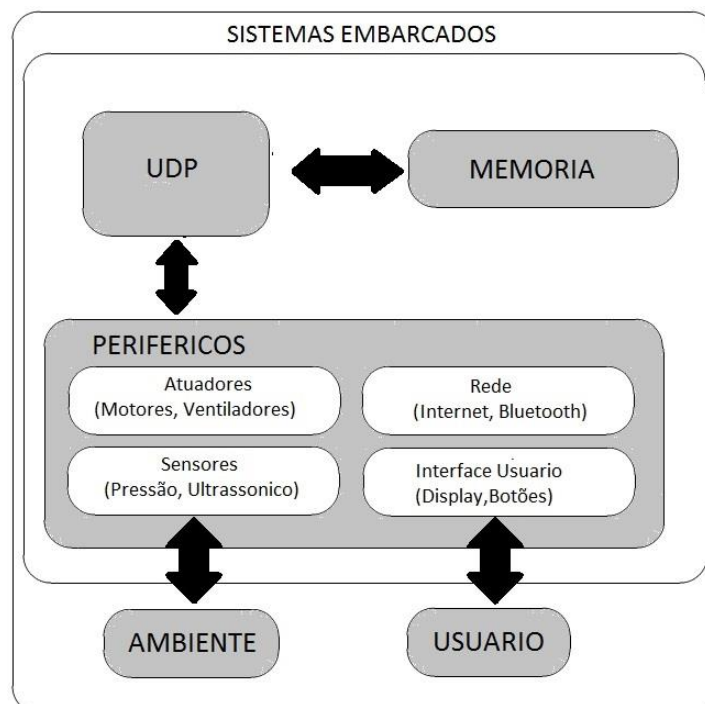 SISTEMAS EMBARCADOS
UDP
MEMORIA
PERIFERICOS
Atuadores
(Motores, Ventiladores)
Rede
(Internet, Bluetooth)
Sensores
(Pressão, Ultrassonico)
Interface Usuario
(Display,Botões)
AMBIENTE
USUARIO